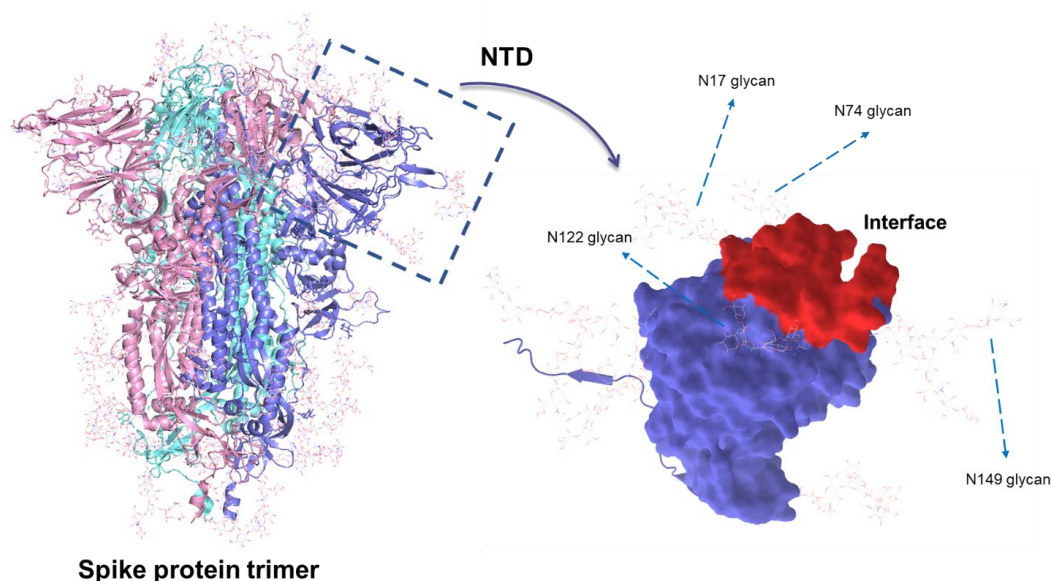 NTD
N17 glycan
N74 glycan
N122 glycan
Interface
N149 glycan
Spike protein trimer